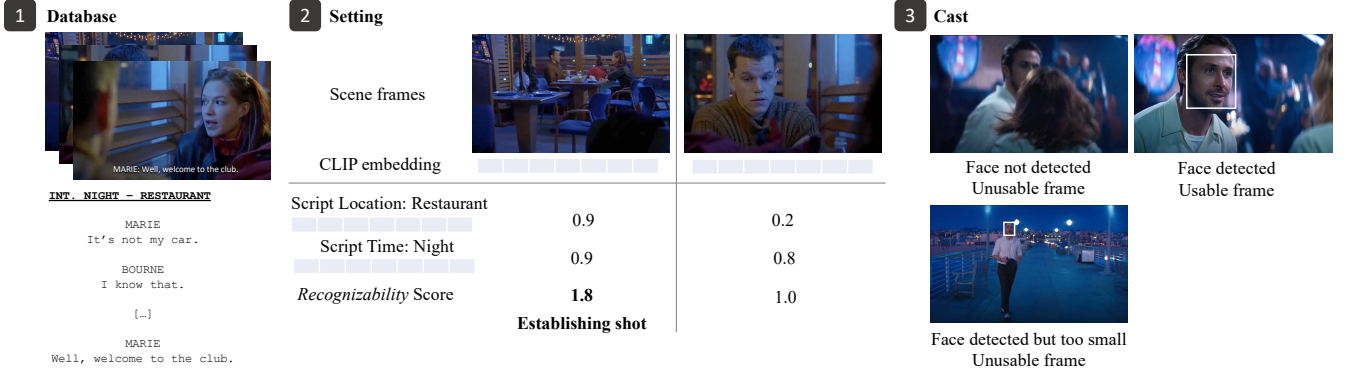 1 Database
MARIE: Well, welcome to the club.
INT. NIGHT – RESTAURANT
MARIE
It's not my car.
BOURNE
I know that.
[…]
MARIE
Well, welcome to the club.
2 Setting
Scene frames
CLIP embedding
Script Location: Restaurant
0.9
0.2
Script Time: Night
0.9
0.8
Recognizability Score
1.8
1.0
Establishing shot
3 Cast
Face not detected
Unusable frame
Face detected
Usable frame
Face detected but too small
Unusable frame